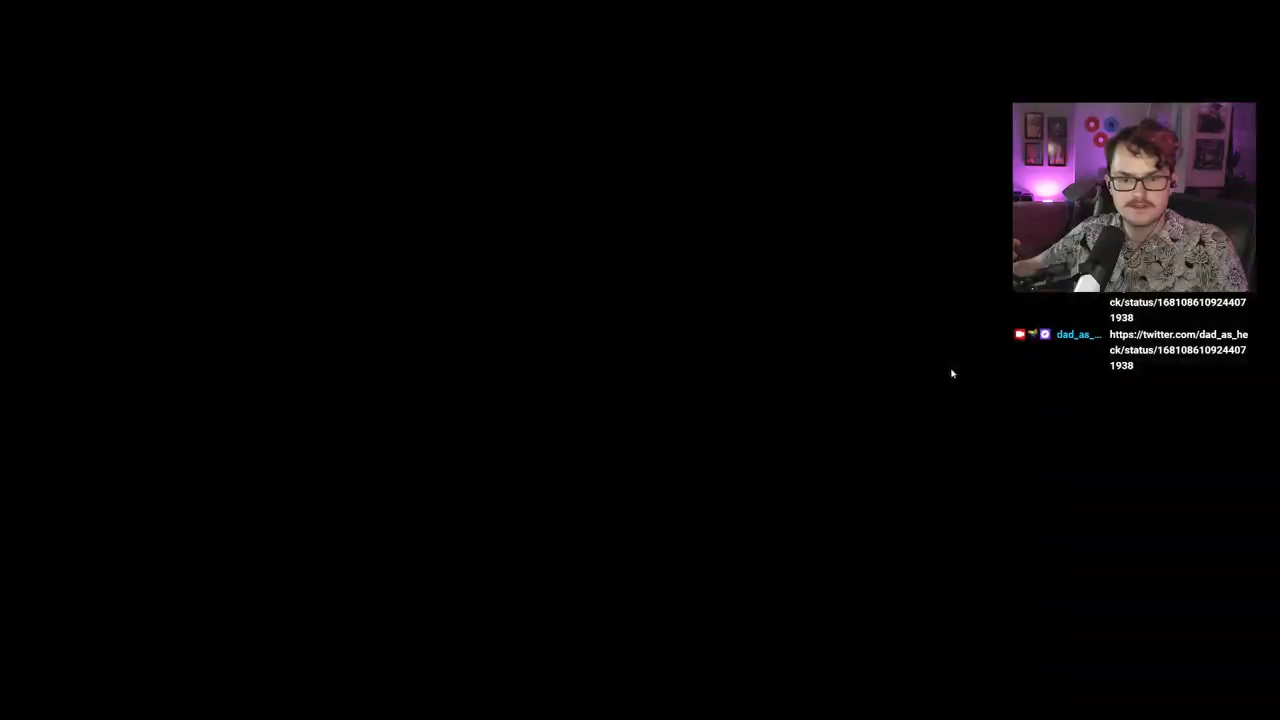 ck/status/168108610924407
1938
dad_as_... https://twitter.com/dad_as_he
ck/status/168108610924407
1938